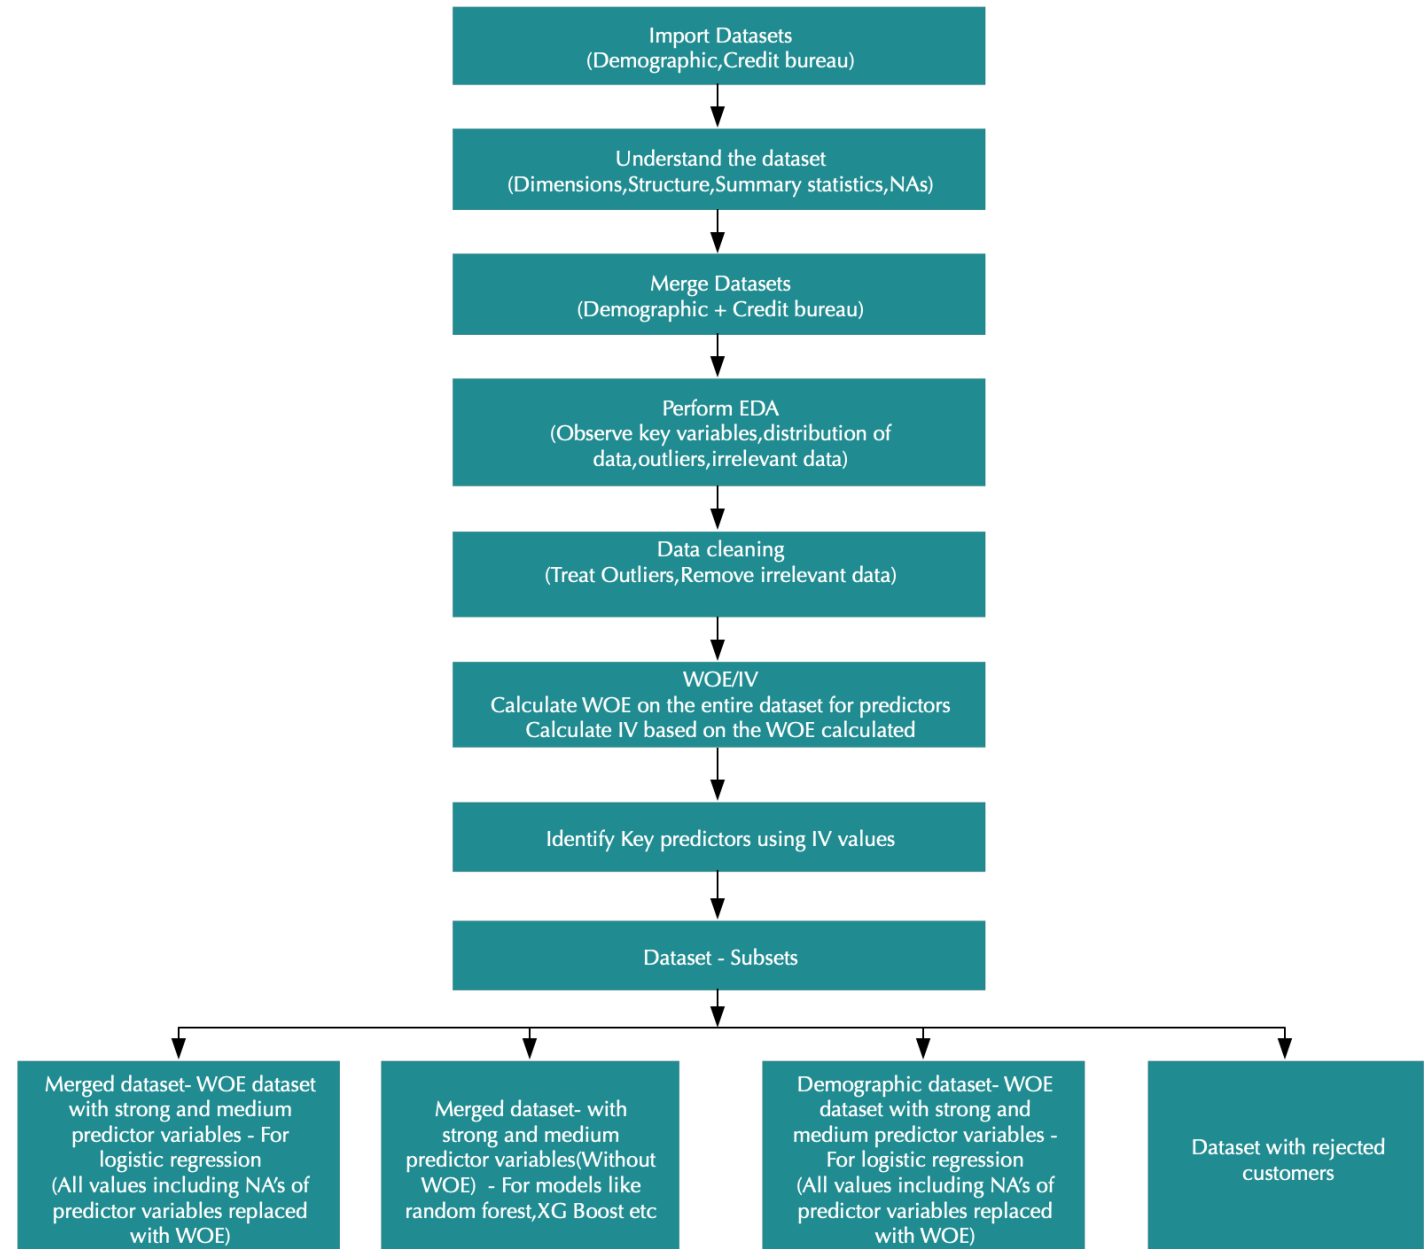 Import Datasets
(Demographic,Credit bureau)
Understand the dataset
(Dimensions,Structure,Summary statistics,NAs)
Merge Datasets
(Demographic + Credit bureau)
Perform EDA
(Observe key variables,distribution of
data,outliers,irrelevant data)
Data cleaning
(Treat Outliers,Remove irrelevant data)
WOE/IV
Calculate WOE on the entire dataset for predictors
Calculate IV based on the WOE calculated
Identify Key predictors using IV values
Dataset - Subsets
Merged dataset- WOE dataset
with strong and medium
predictor variables - For
logistic regression
(All values including NA's of
predictor variables replaced
with WOE)
Merged dataset- with
strong and medium
predictor variables(Without
WOE)  - For models like
random forest,XG Boost etc
Demographic dataset- WOE
dataset with strong and
medium predictor variables -
For logistic regression
(All values including NA's of
predictor variables replaced
with WOE)
Dataset with rejected
customers